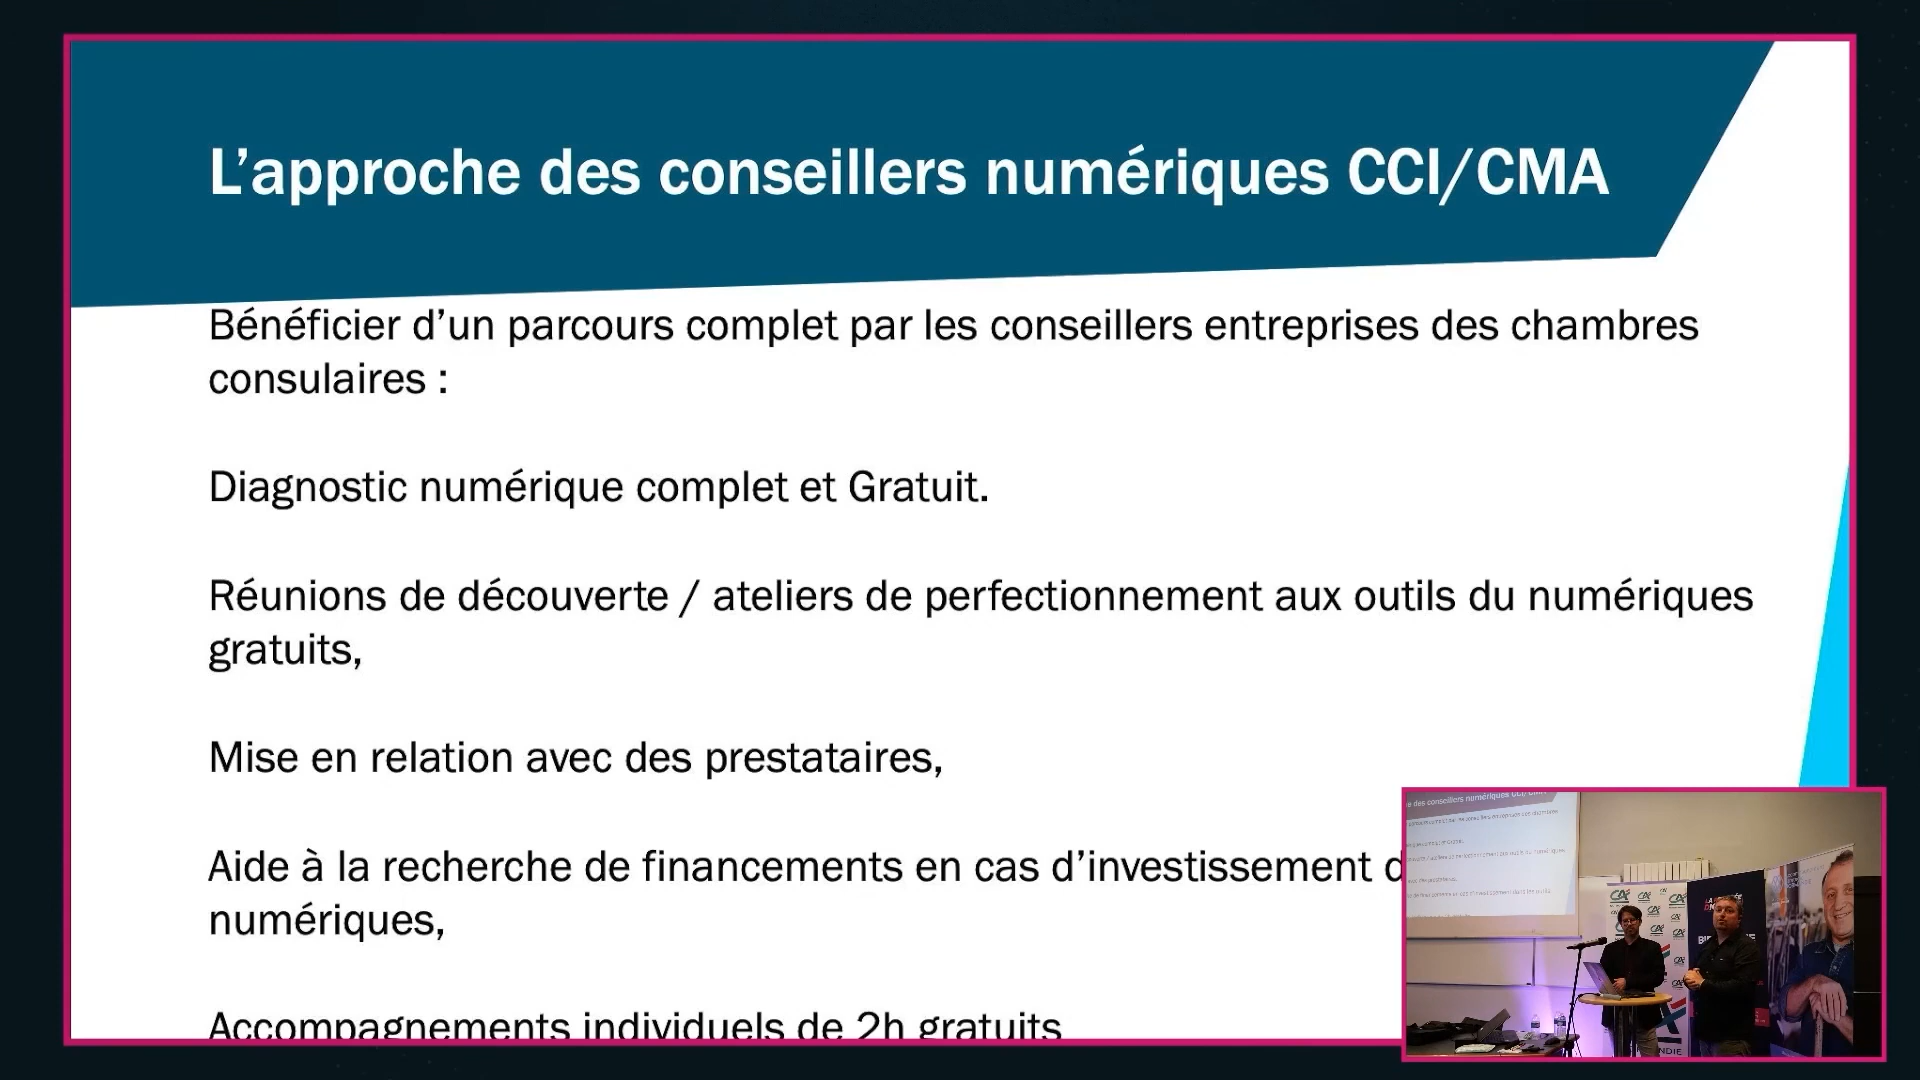 L’approche des conseillers numériques CCI/CMA
Bénéficier d’un parcours complet par les conseillers entreprises des chambres
consulaires :
Diagnostic numérique complet et Gratuit.
Réunions de découverte / ateliers de perfectionnement aux outils du numériques
gratuits,
Mise en relation avec des prestataires,
Aide à la recherche de financements en cas d’investissement d
numériques,
Accompagnements individuels de 2h gratuits